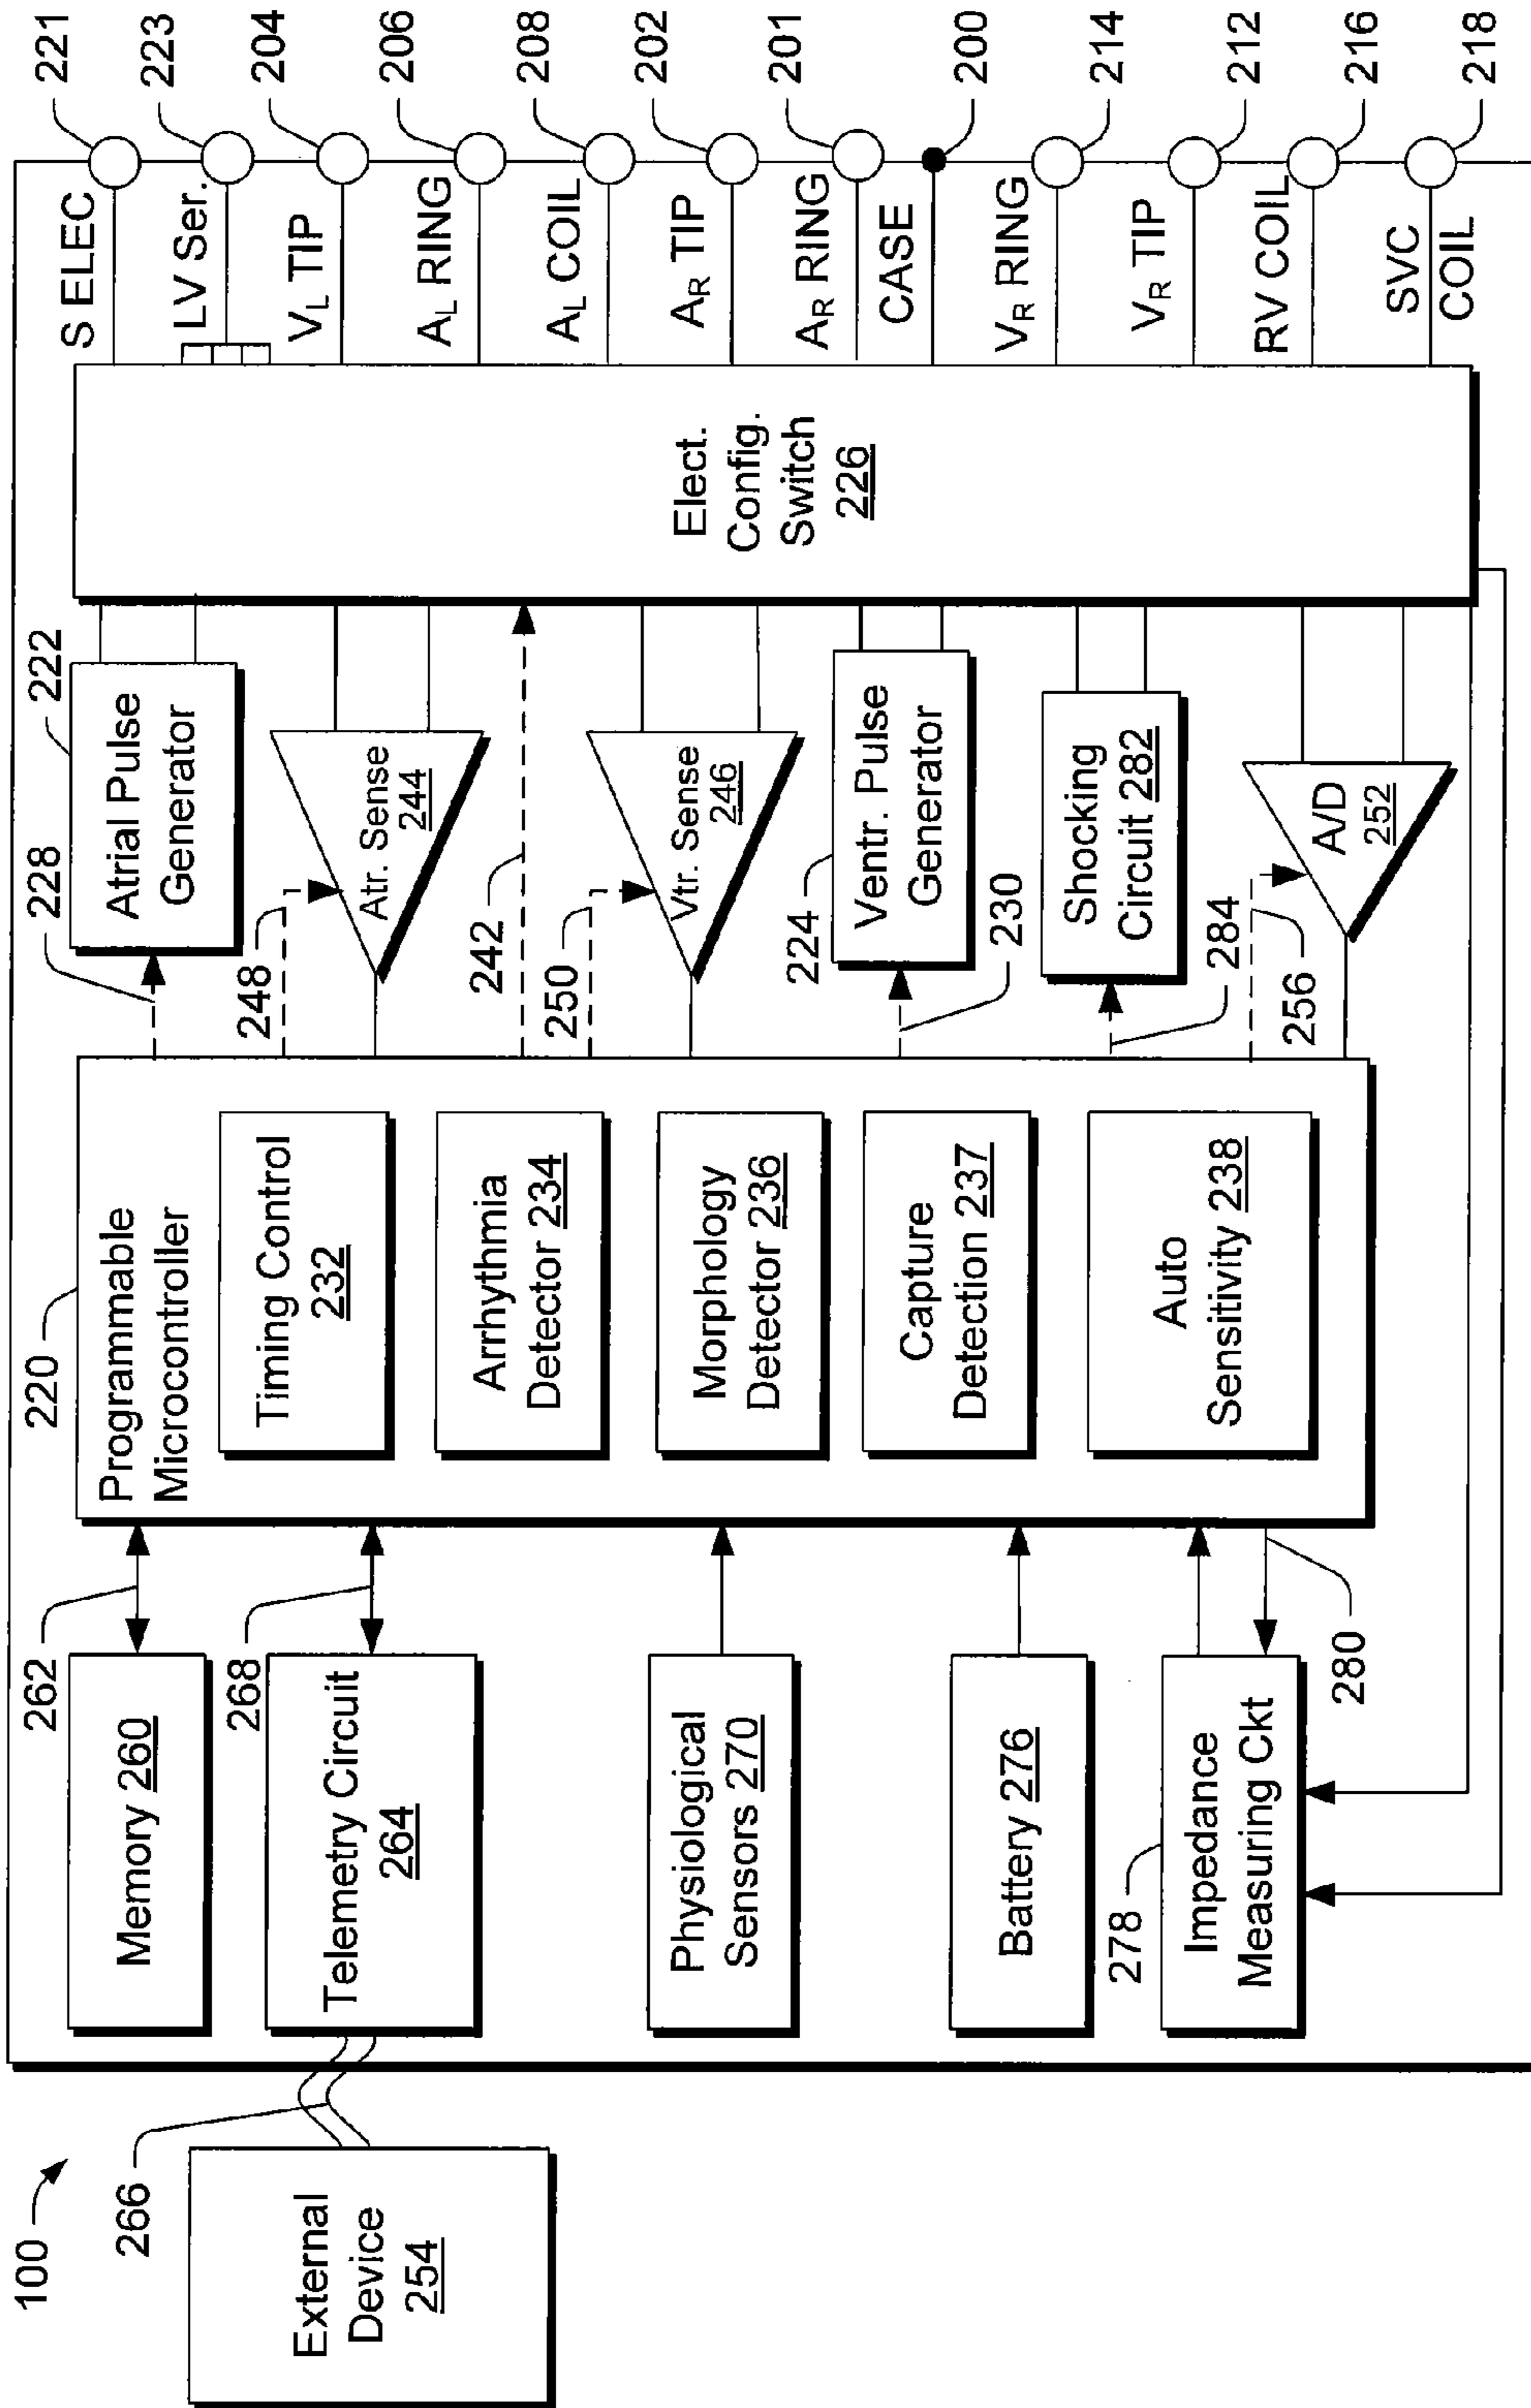 100
External
Device
254
266
Memory 260
262
Telemetry Circuit
264
268
Physiological
Sensors 270
Battery 276
278
Impedance
Measuring Ckt
280
220
Programmable
Microcontroller
Timing Control
232
Arrhythmia
Detector 234
Morphology
Detector 236
Capture
Detection 237
Auto
Sensitivity 238
228
222
Atrial Pulse
Generator
248
Atr. Sense
244
242
250
Vtr. Sense
246
224
Ventr. Pulse
Generator
230
Shocking
Circuit 282
284
256
A/D
252
Elect.
Config.
Switch
226
S ELEC
221
LV Ser.
223
VL TIP
204
AL RING
206
AL COIL
208
AR TIP
202
AR RING
201
CASE
200
VR RING
214
VR TIP
212
RV COIL
216
SVC
COIL
218